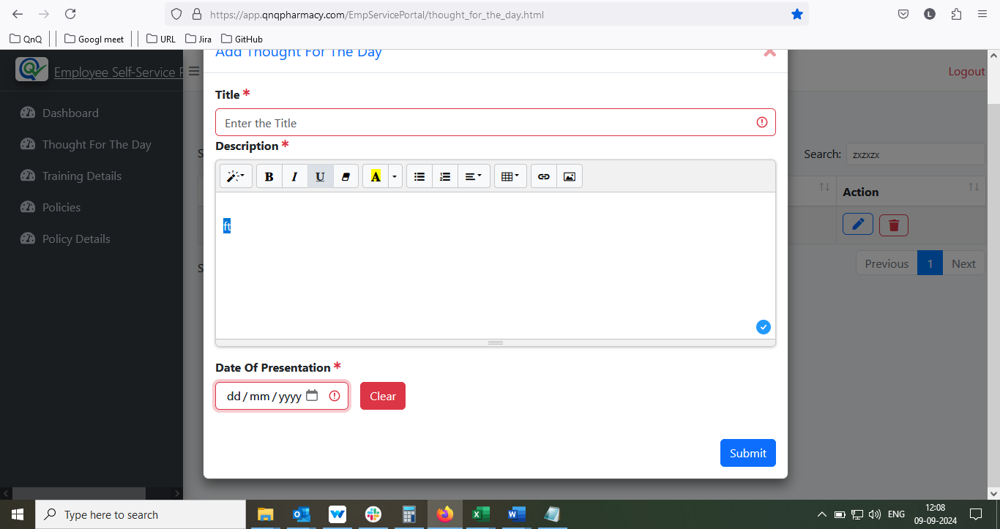 https://app.qnqpharmacy.com/EmpServicePortal/thought_for_the_day.html
L
QnQ
Googl meet
URL
Jira
GitHub
Add Thought For The Day
Employee Self-Service P
Logout
Dashboard
Thought For The Day
Training Details
Policies
Policy Details
Title *
Enter the Title
Description *
B I U A
ft
Date Of Presentation *
dd / mm / yyyy
Clear
Submit
S
Search: zxzxzx
Action
S
Previous 1 Next
Type here to search
ENG
12:08
09-09-2024